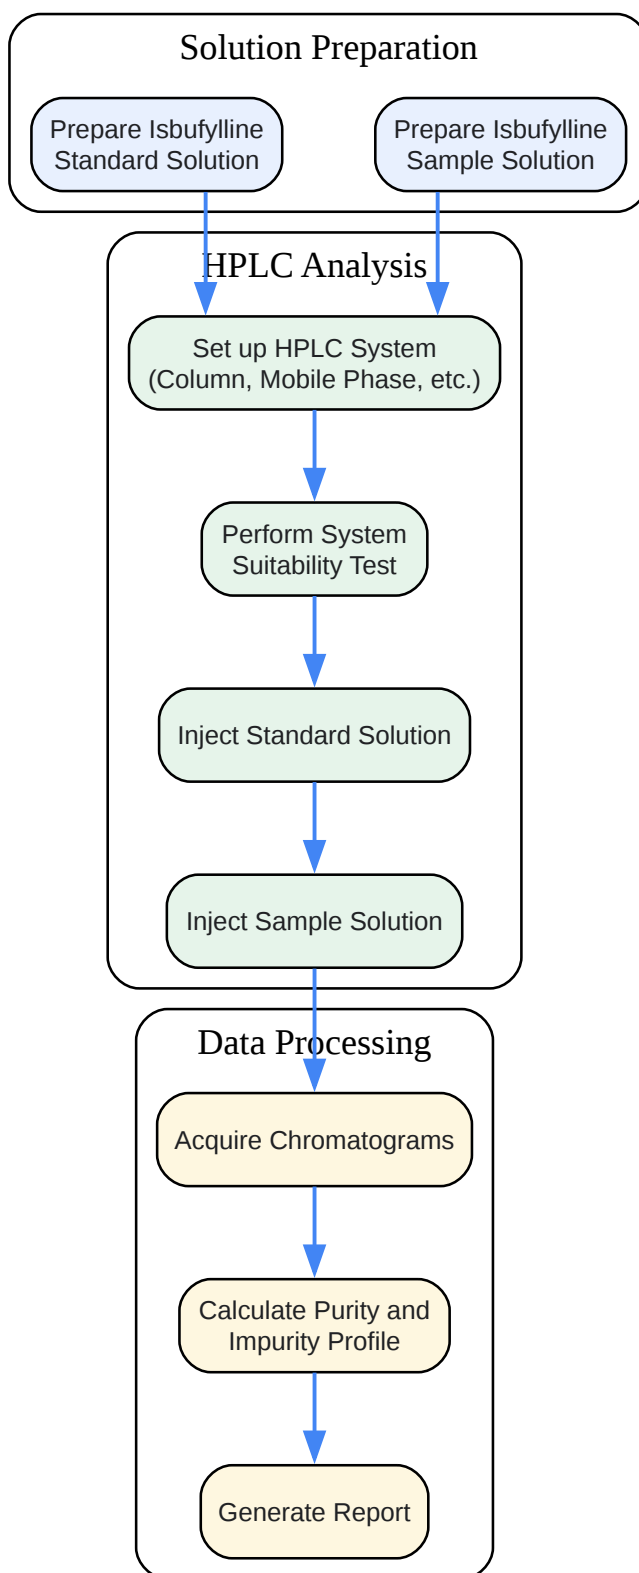 Solution Preparation
Prepare Isbufylline
Standard Solution
Prepare Isbufylline
Sample Solution
HPLC Analysis
Set up HPLC System
(Column, Mobile Phase, etc.)
Perform System
Suitability Test
Inject Standard Solution
Inject Sample Solution
Data Processing
Acquire Chromatograms
Calculate Purity and
Impurity Profile
Generate Report